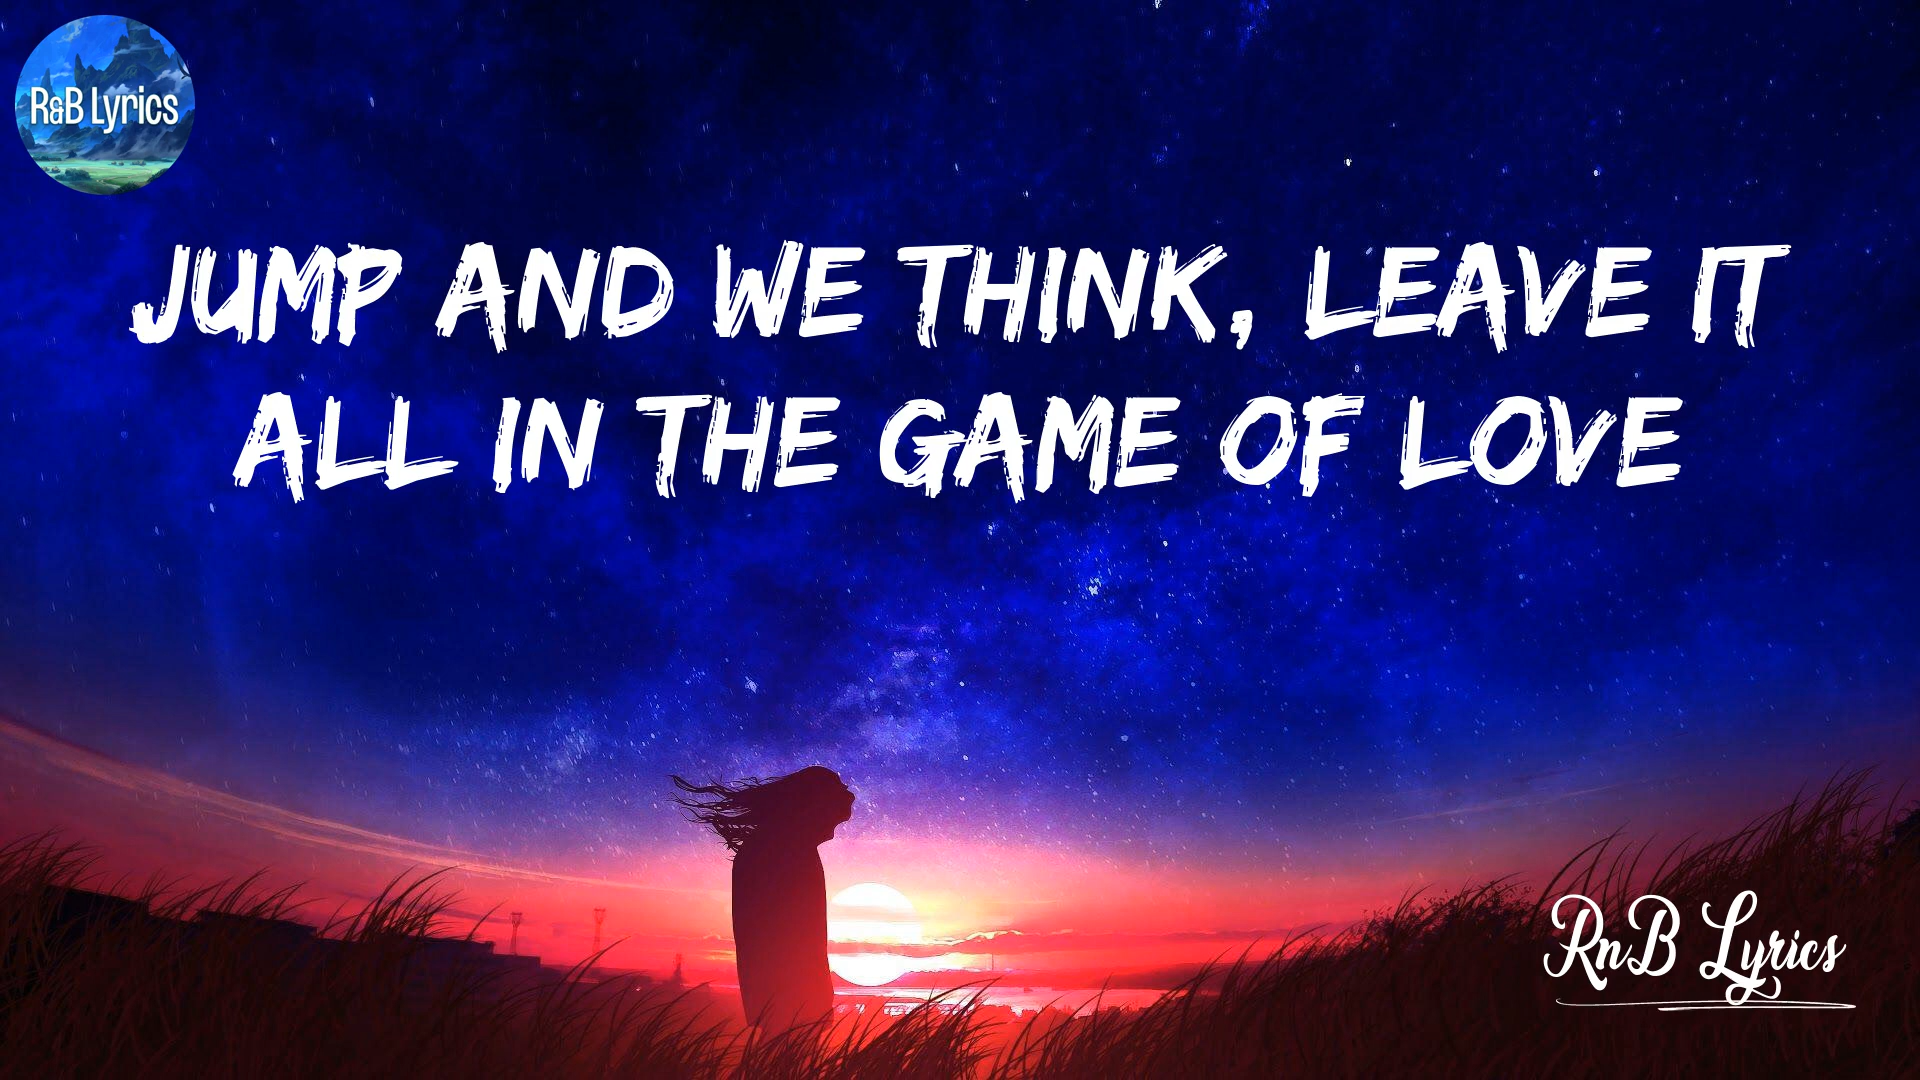 R&B Lyrics
JUMP AND WE THINK, LEAVE IT
ALL IN THE GAME OF LOVE
RnB Lyrics